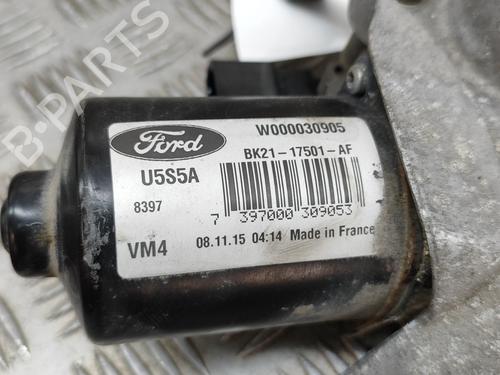 Ford
W000030905
BK21-17501-AF
U5S5A
8397
7 397000 309053
VM4
08.11.15 04:14 Made in France
B-Parts